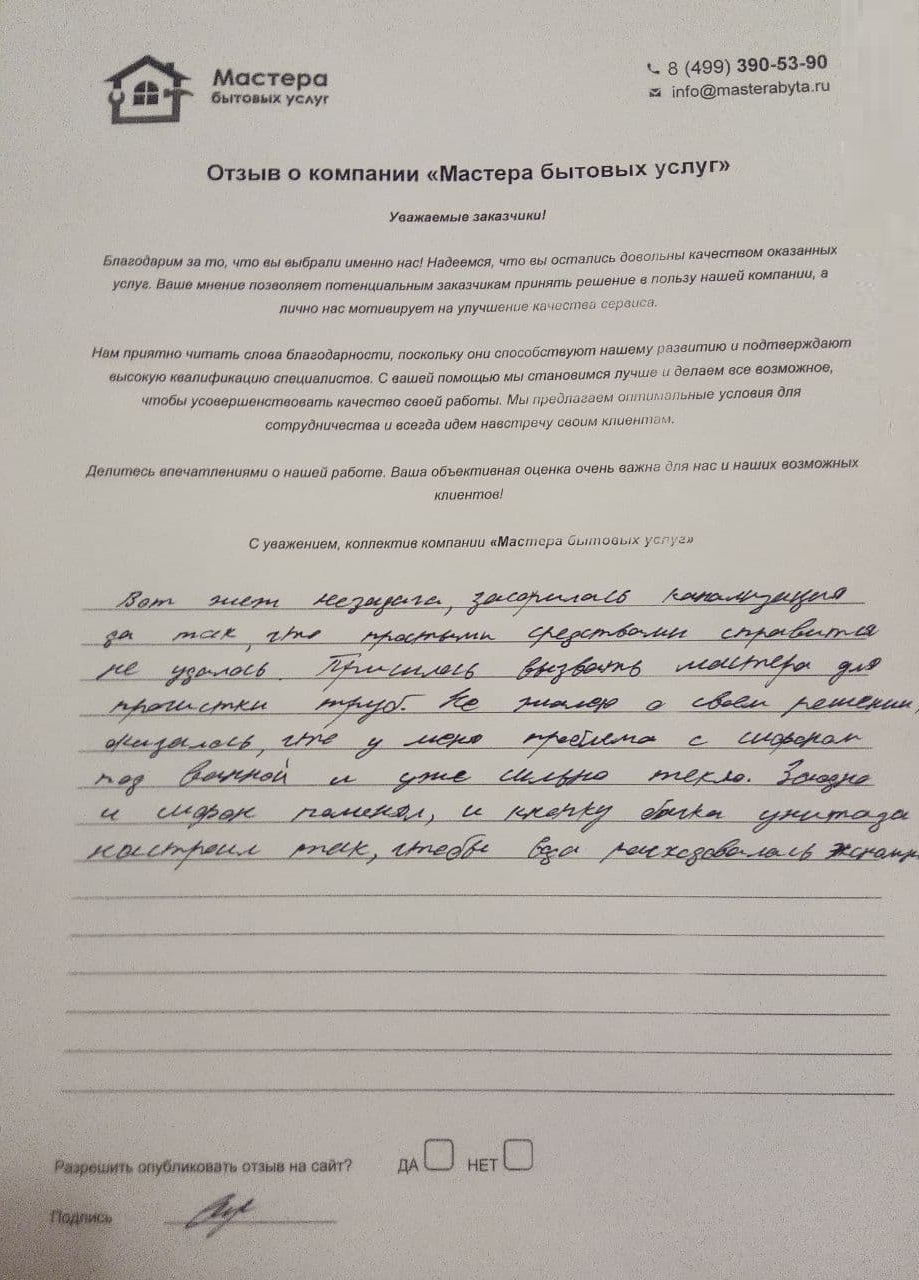 Мастера
бытовых услуг
8 (499) 390-53-90
info@masterabyta.ru
Отзыв о компании «Мастера бытовых услуг»
Уважаемые заказчики!
Благодарим за то, что вы выбрали именно нас! Надеемся, что вы остались довольны качеством оказанных
услуг. Ваше мнение позволяет потенциальным заказчикам принять решение в пользу нашей компании, а
лично нас мотивирует на улучшение качества сервиса.
Нам приятно читать слова благодарности, поскольку они способствуют нашему развитию и подтверждают
высокую квалификацию специалистов. С вашей помощью мы становимся лучше и делаем все возможное,
чтобы усовершенствовать качество своей работы. Мы предлагаем оптимальные условия для
сотрудничества и всегда идем навстречу своим клиентам.
Делитесь впечатлениями о нашей работе. Ваша объективная оценка очень важна для нас и наших возможных
клиентов!
С уважением, коллектив компании «Мастера бытовых услуг»
Вот незадача, засорилась канализация
да так, что простыми средствами справится
не удалось. Пришлось вызвать мастера для
прочистки труб. Не жалею о своем решении,
оказалось, что у меня проблема с сифоном
под ванной и уже сильно текло. Заодно
и сифон поменял, и кнопку бачка унитаза
настроил так, чтобы вода расходовалась
Разрешить опубликовать отзыв на сайт? ДА НЕТ
Подпись